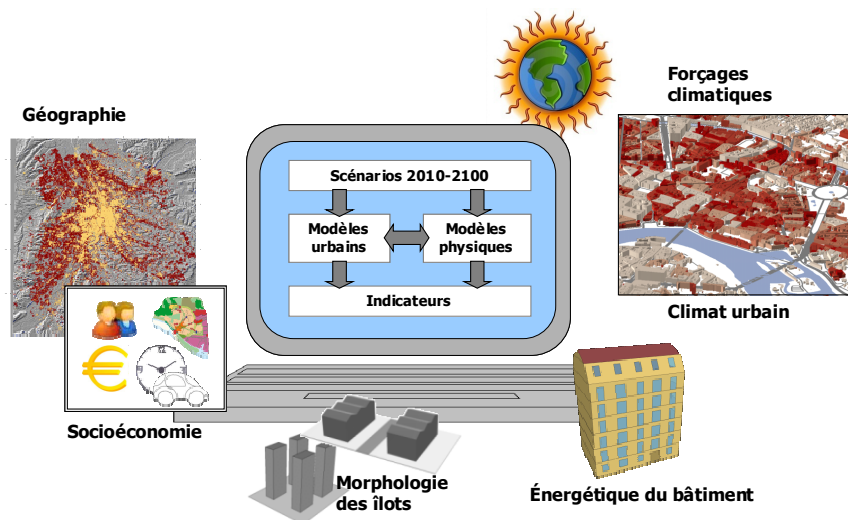 Géographie
Forçages
climatiques
Scénarios 2010-2100
Modèles
urbains
Modèles
physiques
Indicateurs
Climat urbain
Socioéconomie
Morphologie
des îlots
Énergétique du bâtiment